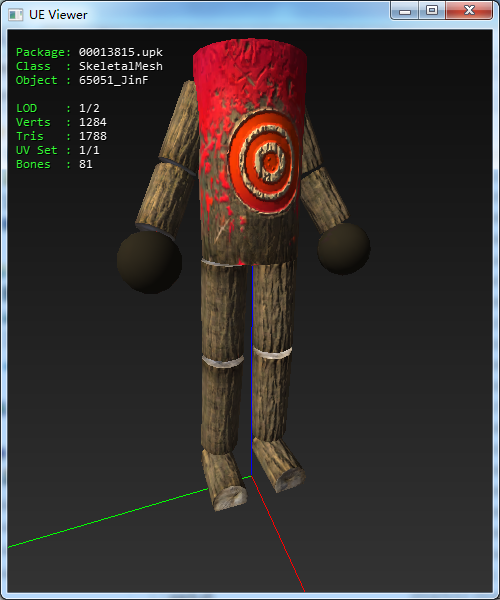 UE Viewer
Package: 00013815.upk
Class  : SkeletalMesh
Object : 65051_JinF
LOD    : 1/2
Verts  : 1284
Tris   : 1788
UV Set : 1/1
Bones  : 81